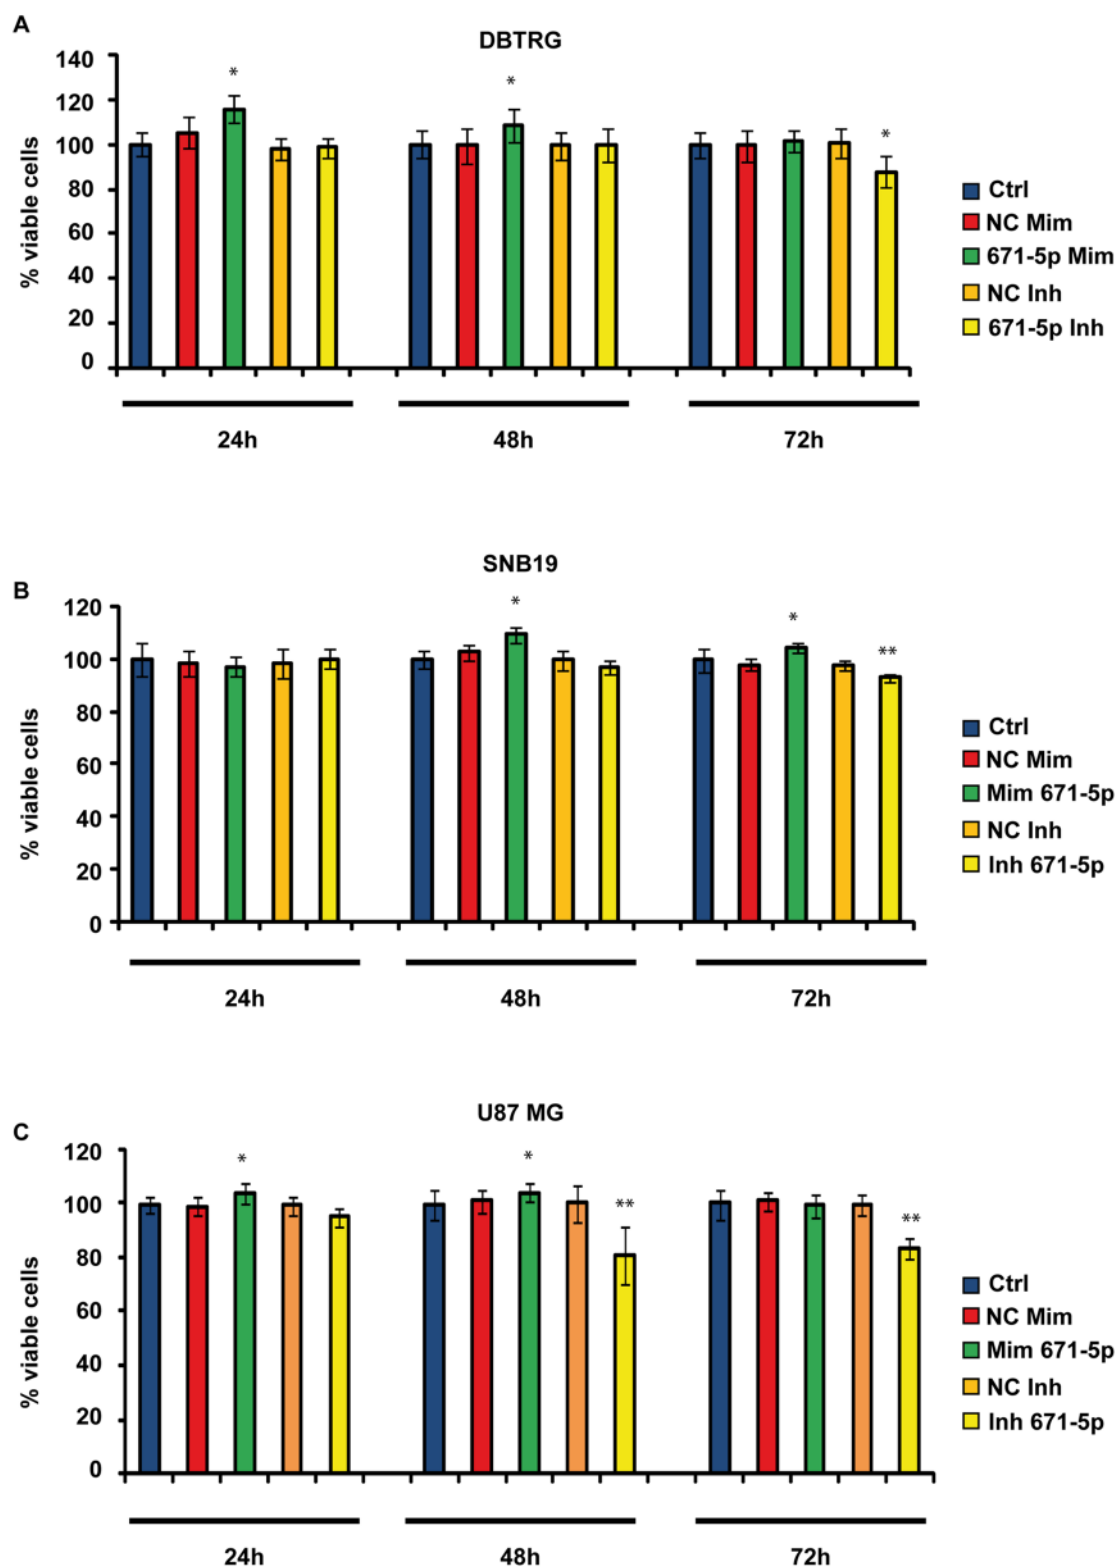 A
DBTRG
140
120
100
80
60
40
20
0
% viable cells
*
*
*
24h
48h
72h
Ctrl
NC Mim
671-5p Mim
NC Inh
671-5p Inh
B
SNB19
120
100
80
60
40
20
0
% viable cells
*
*
**
24h
48h
72h
Ctrl
NC Mim
Mim 671-5p
NC Inh
Inh 671-5p
C
U87 MG
120
100
80
60
40
20
0
% viable cells
*
*
**
**
24h
48h
72h
Ctrl
NC Mim
Mim 671-5p
NC Inh
Inh 671-5p